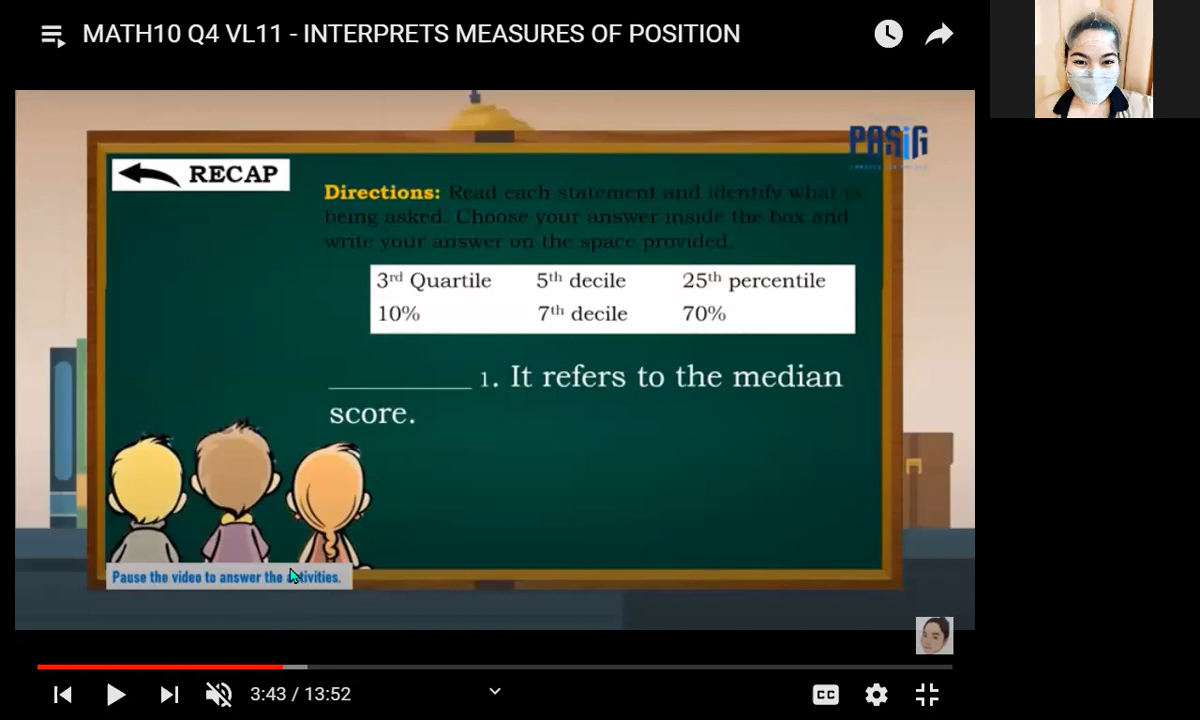 MATH10 Q4 VL11 - INTERPRETS MEASURES OF POSITION
PASiG
RECAP
Directions: Read each statement and identify what is
being asked. Choose your answer inside the box and
write your answer on the space provided.
3rd Quartile 5th decile 25th percentile
10% 7th decile 70%
__________ 1. It refers to the median
score.
Pause the video to answer the activities.
3:43 / 13:52
CC